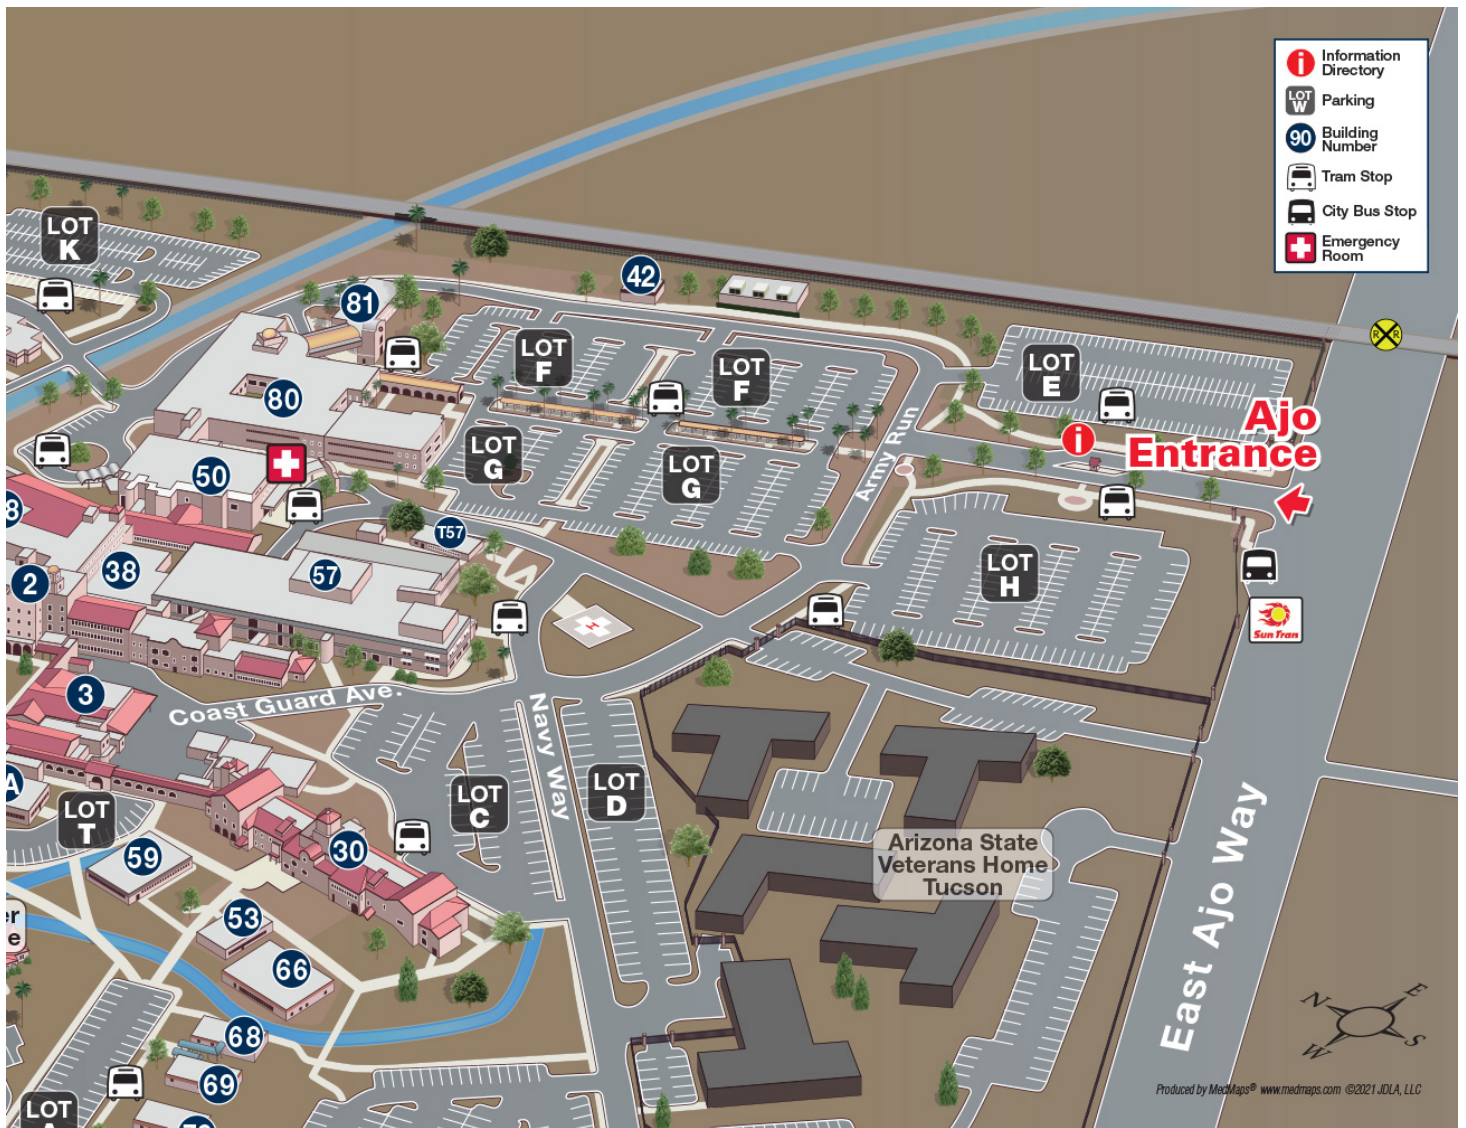 Information
Directory
LOT
W
Parking
90
Building
Number
Tram Stop
City Bus Stop
Emergency
Room
R R
LOT
K
42
81
LOT
F
LOT
F
LOT
E
80
Ajo
Entrance
i
Army Run
LOT
G
LOT
G
50
8
T57
2
38
57
LOT
H
H
Sun Tran
3
Coast Guard Ave.
Navy Way
A
LOT
T
LOT
C
LOT
D
59
30
Arizona State
Veterans Home
Tucson
East Ajo Way
53
er
e
66
68
69
LOT
A
70
N
E
W
S
Produced by MedMaps® www.medmaps.com ©2021 JDLA, LLC